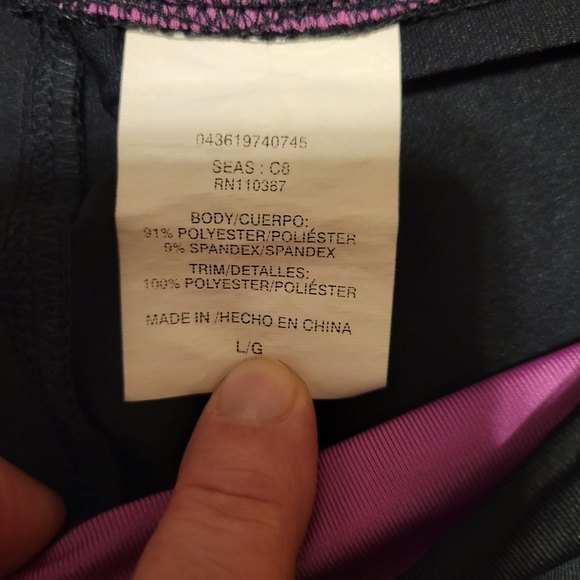 043619740745
SEAS : C8
RN110387
BODY/CUERPO:
91% POLYESTER/POLIÉSTER
9% SPANDEX/SPANDEX
TRIM/DETALLES:
100% POLYESTER/POLIÉSTER
MADE IN /HECHO EN CHINA
L/G